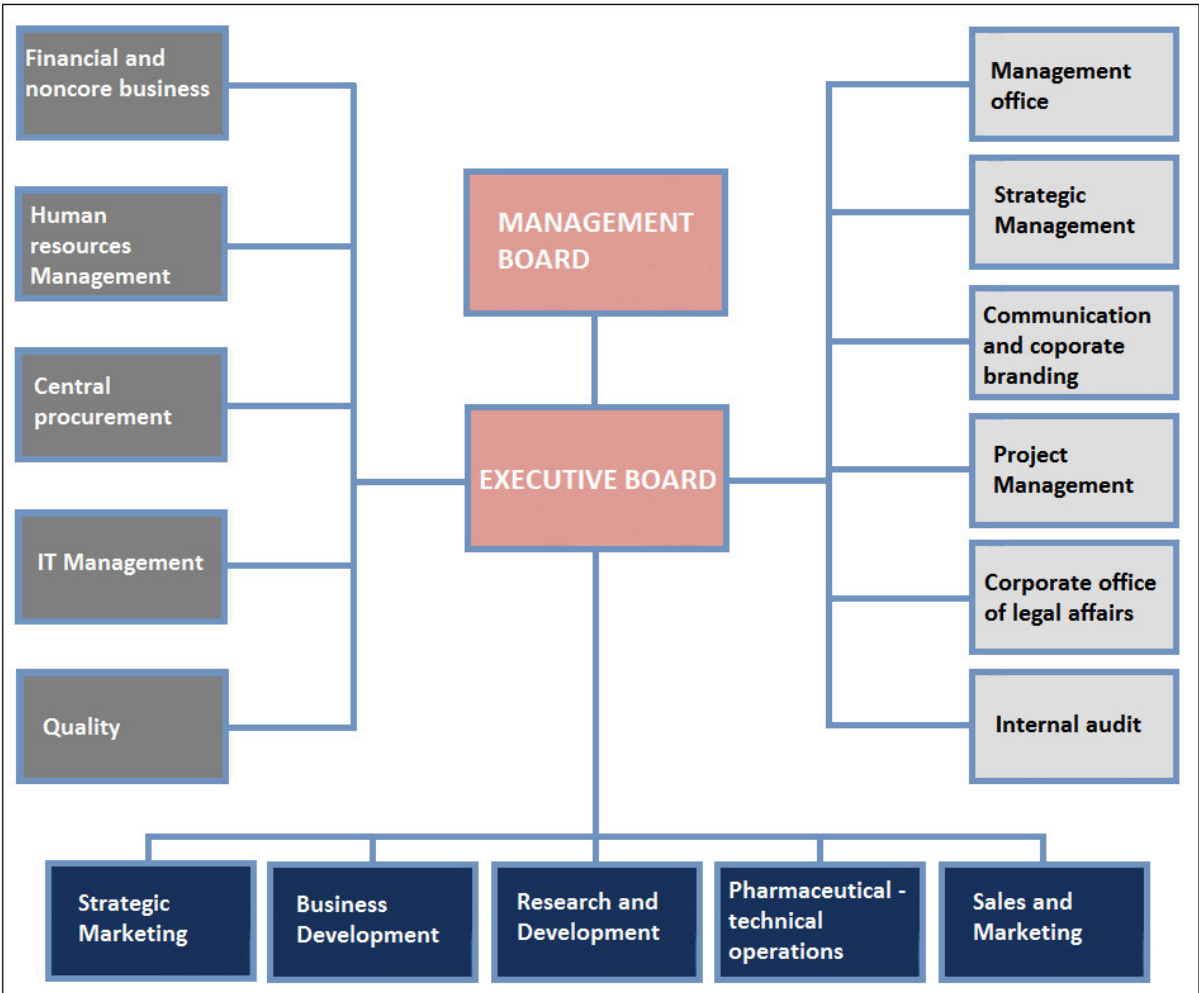 Financial and
noncore business
Human
resources
Management
Central
procurement
IT Management
Quality
MANAGEMENT
BOARD
EXECUTIVE BOARD
Management
office
Strategic
Management
Communication
and coporate
branding
Project
Management
Corporate office
of legal affairs
Internal audit
Strategic
Marketing
Business
Development
Research and
Development
Pharmaceutical -
technical
operations
Sales and
Marketing